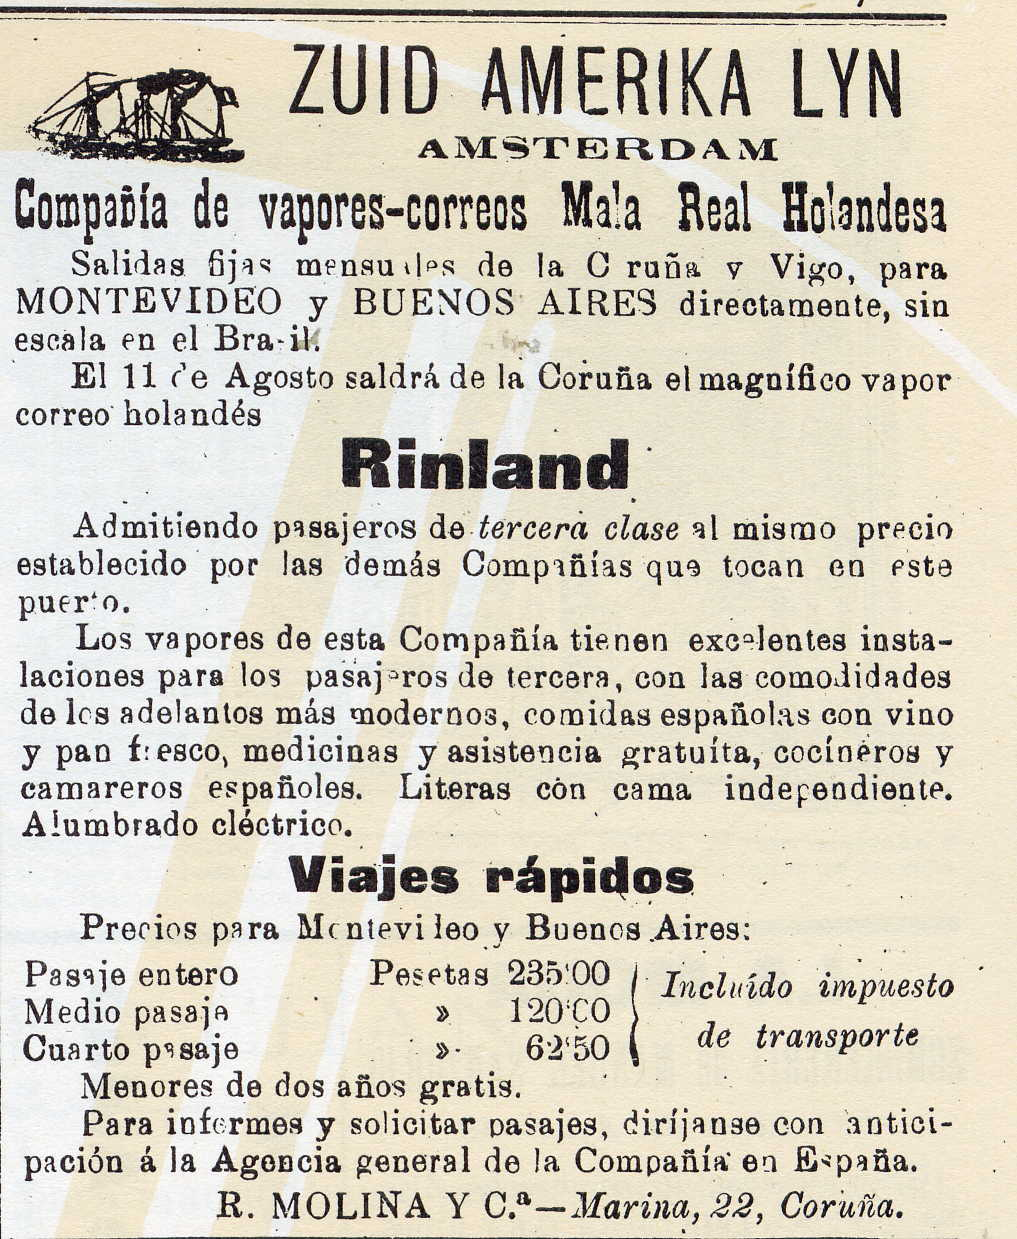 ZUID AMERIKA LYN
AMSTERDAM
Compañía de vapores-correos Mala Real Holandesa
Salidas fijas mensuales de la Coruña y Vigo, para
MONTEVIDEO y BUENOS AIRES directamente, sin
escala en el Brasil.
El 11 de Agosto saldrá de la Coruña el magnífico vapor
correo holandés
Rinland
Admitiendo pasajeros de tercera clase al mismo precio
establecido por las demás Compañías que tocan en este
puerto.
Los vapores de esta Compañía tienen excelentes insta-
laciones para los pasajeros de tercera, con las comodidades
de los adelantos más modernos, comidas españolas con vino
y pan fresco, medicinas y asistencia gratuíta, cocineros y
camareros españoles. Literas con cama independiente.
Alumbrado eléctrico.
Viajes rápidos
Precios para Montevideo y Buenos Aires:
Pasaje entero Pesetas 235'00
Medio pasaje » 120'00
Cuarto pasaje » 62'50
Incluído impuesto
de transporte
Menores de dos años gratis.
Para informes y solicitar pasajes, diríjanse con antici-
pación á la Agencia general de la Compañía en España.
R. MOLINA Y C.ª—Marina, 22, Coruña.